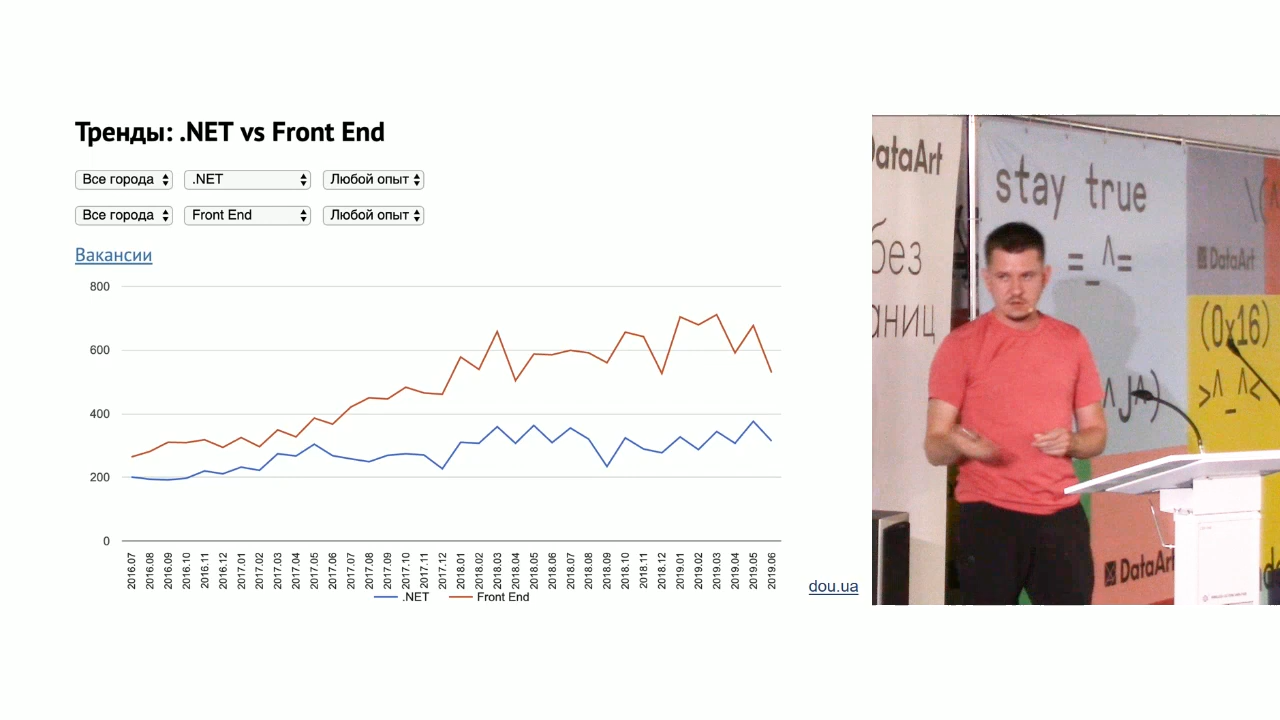 Тренды: .NET vs Front End
Все города .NET Любой опыт
Все города Front End Любой опыт
Вакансии
800
600
400
200
0
2016.07 2016.08 2016.09 2016.10 2016.11 2016.12 2017.01 2017.02 2017.03 2017.04 2017.05 2017.06 2017.07 2017.08 2017.09 2017.10 2017.11 2017.12 2018.01 2018.02 2018.03 2018.04 2018.05 2018.06 2018.07 2018.08 2018.09 2018.10 2018.11 2018.12 2019.01 2019.02 2019.03 2019.04 2019.05 2019.06
.NET Front End
dou.ua
DataArt
без
аниц
stay true
=_^=
DataArt
(0x16)
>^_^<
DataArt